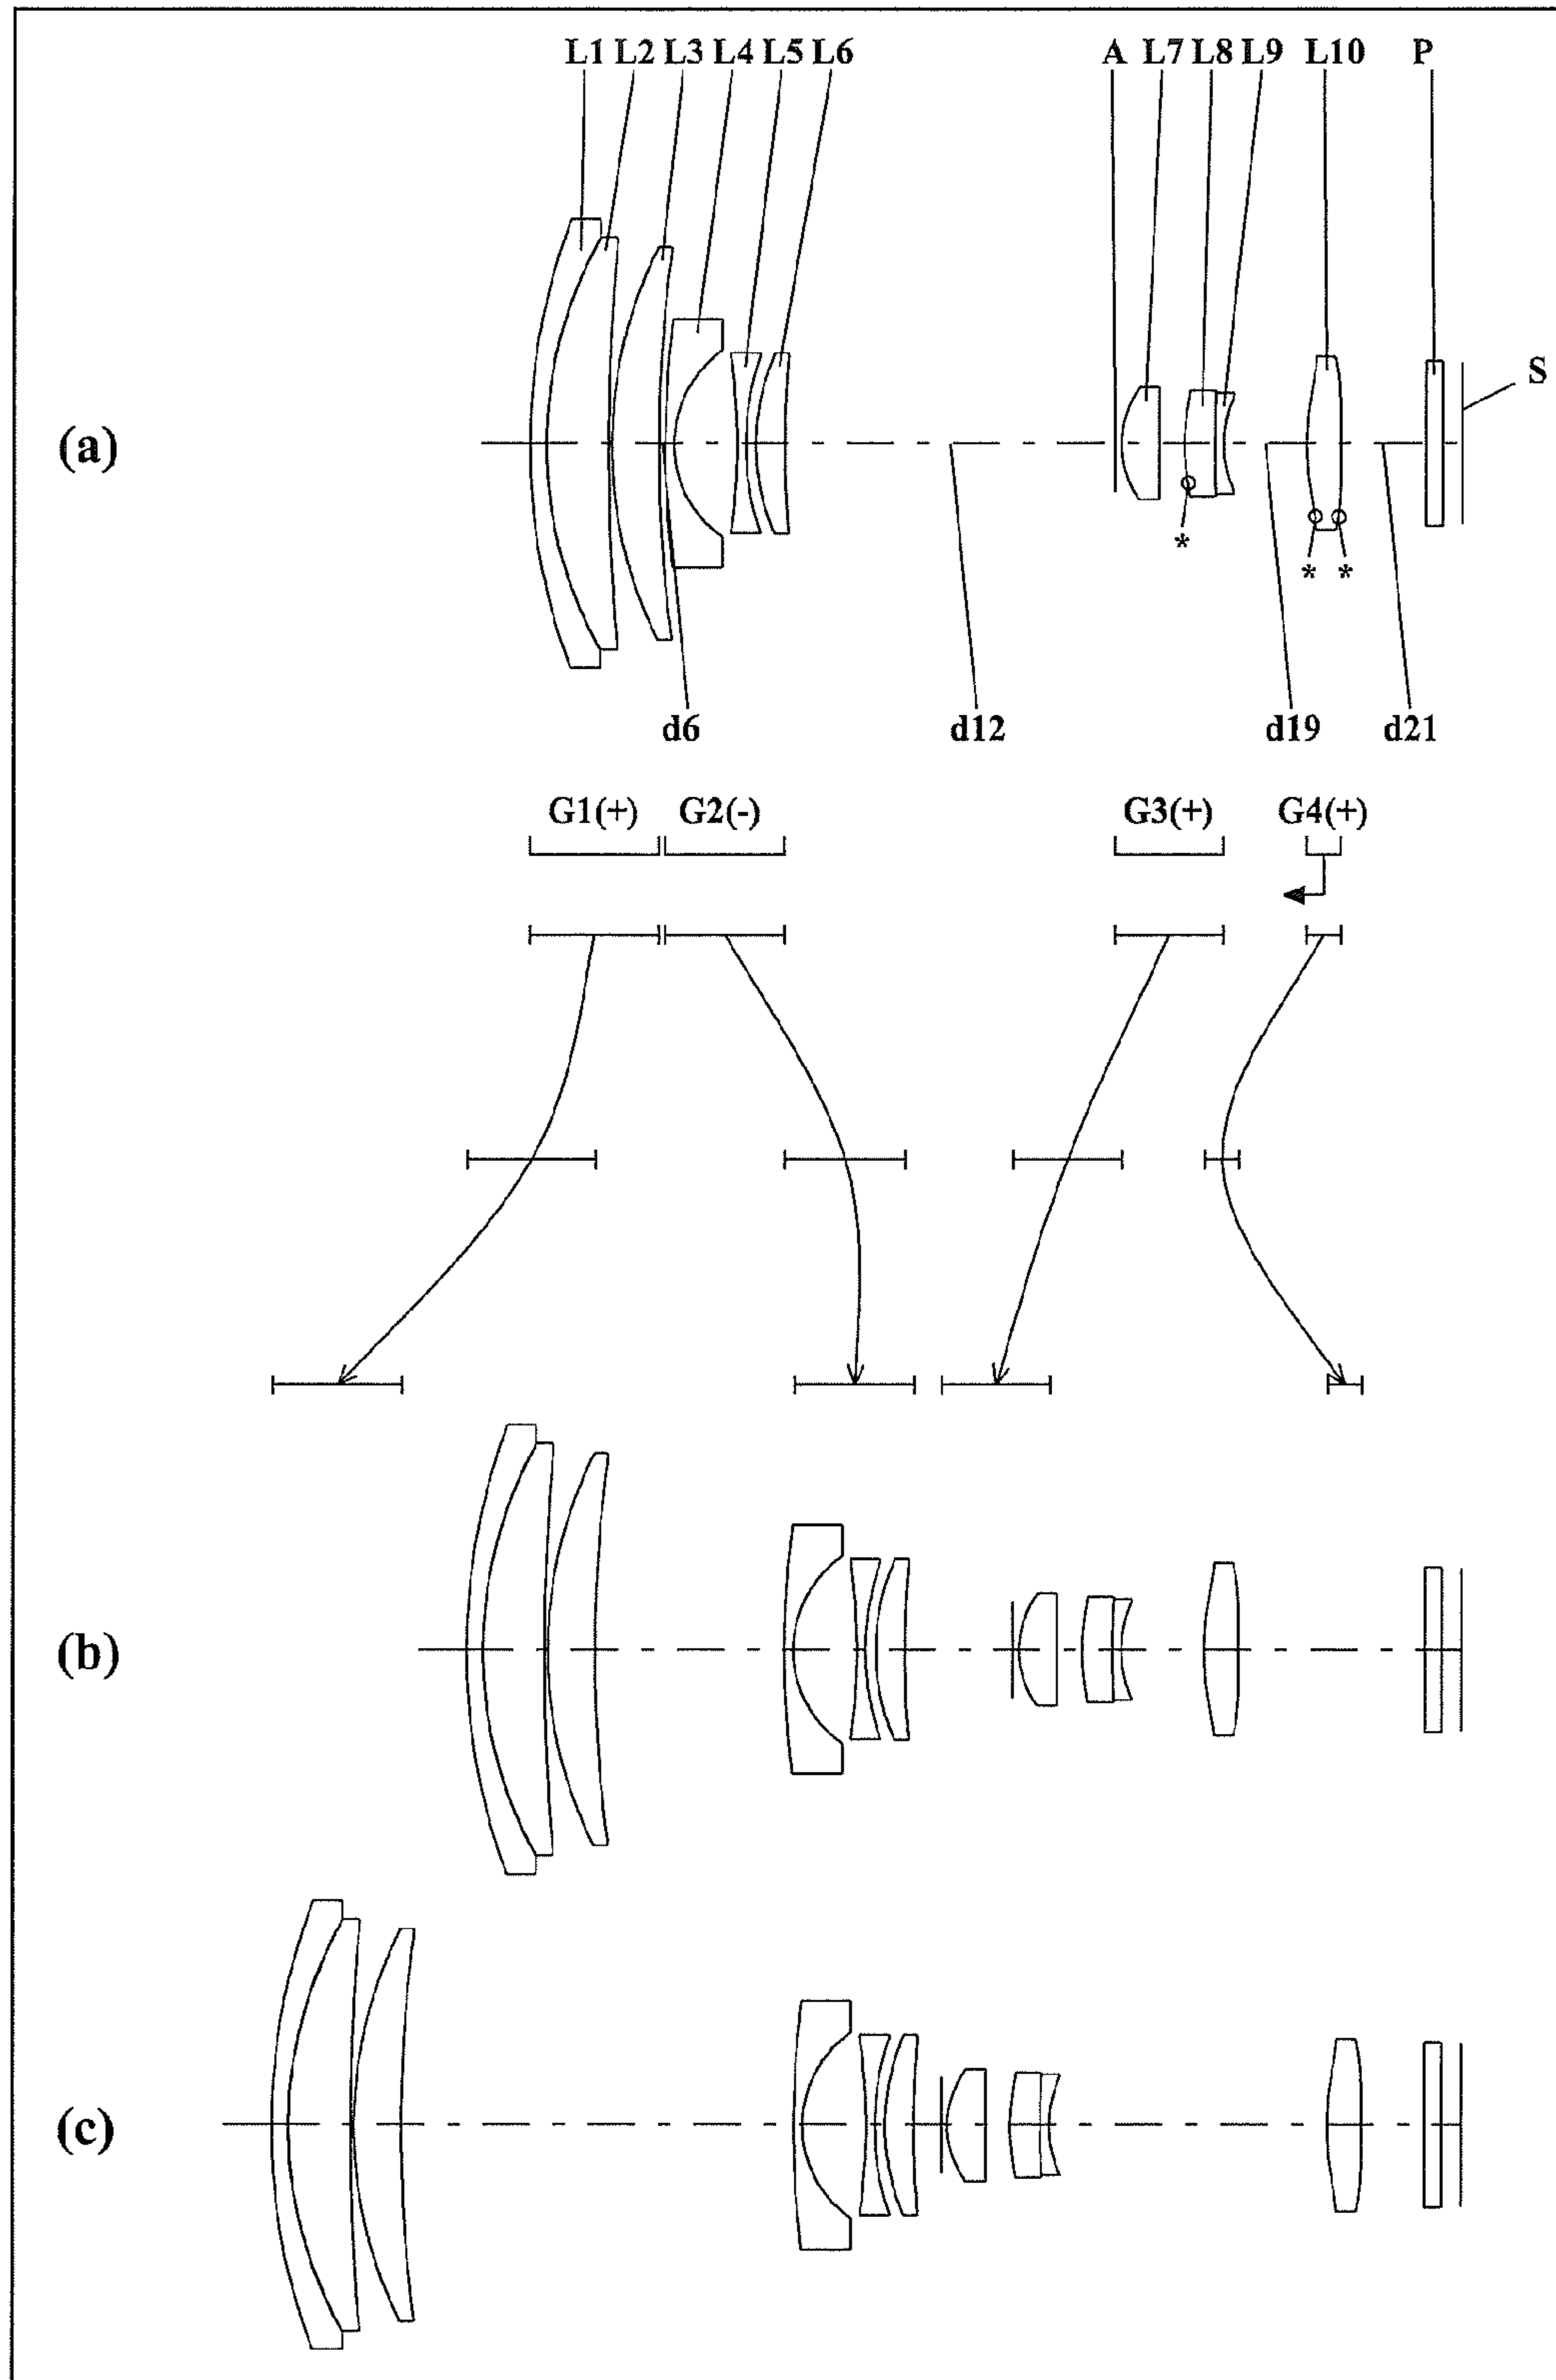 L1 L2 L3 L4 L5 L6 A L7 L8 L9 L10 P
S
(a)
* * *
d6 d12 d19 d21
G1(+) G2(-) G3(+) G4(+)
(b)
(c)